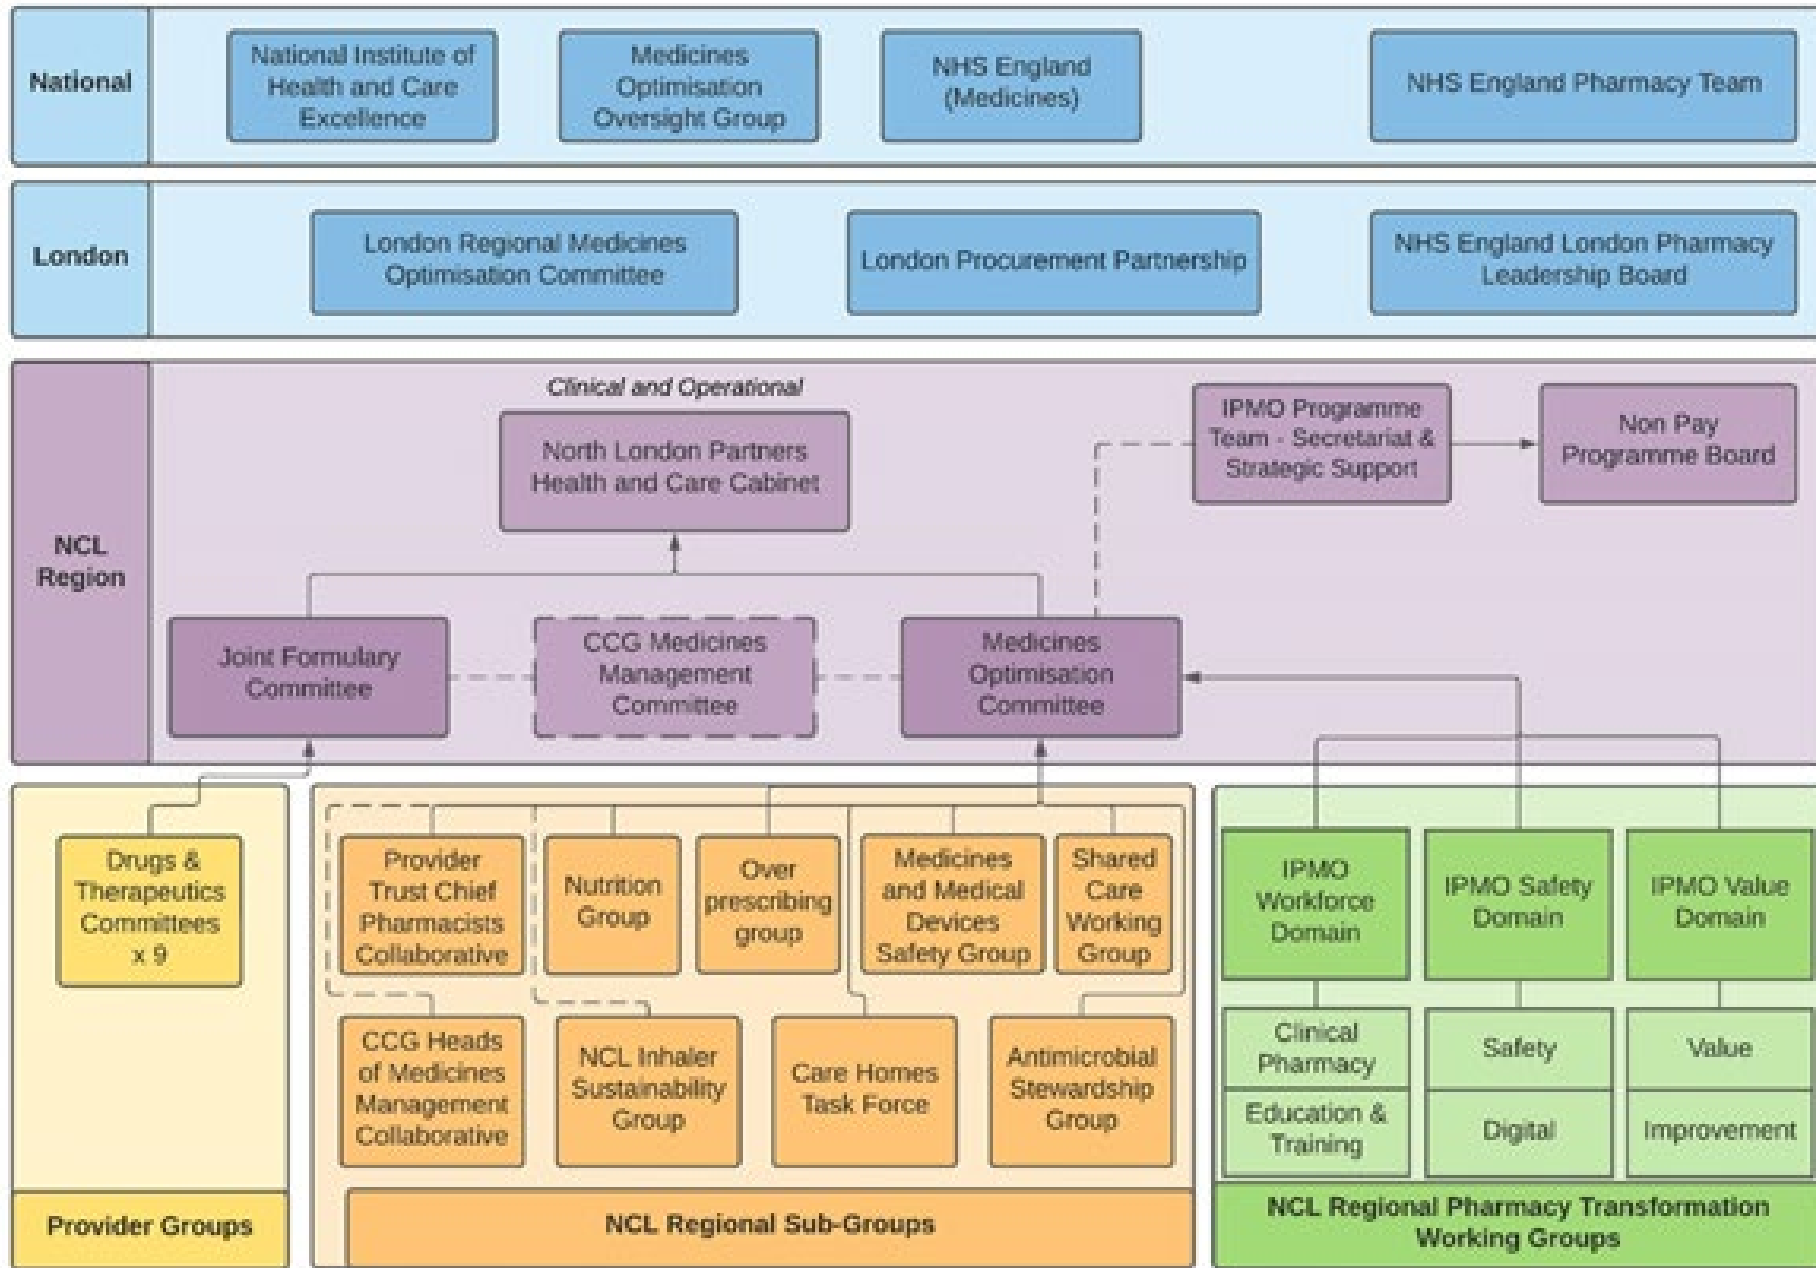 National
National Institute of
Health and Care
Excellence
Medicines
Optimisation
Oversight Group
NHS England
(Medicines)
NHS England Pharmacy Team
London
London Regional Medicines
Optimisation Committee
London Procurement Partnership
NHS England London Pharmacy
Leadership Board
NCL
Region
Clinical and Operational
North London Partners
Health and Care Cabinet
IPMO Programme
Team - Secretariat &
Strategic Support
Non Pay
Programme Board
Joint Formulary
Committee
CCG Medicines
Management
Committee
Medicines
Optimisation
Committee
Drugs &
Therapeutics
Committees
x 9
Provider Groups
Provider
Trust Chief
Pharmacists
Collaborative
Nutrition
Group
Over
prescribing
group
Medicines
and Medical
Devices
Safety Group
Shared
Care
Working
Group
CCG Heads
of Medicines
Management
Collaborative
NCL Inhaler
Sustainability
Group
Care Homes
Task Force
Antimicrobial
Stewardship
Group
NCL Regional Sub-Groups
IPMO
Workforce
Domain
IPMO Safety
Domain
IPMO Value
Domain
Clinical
Pharmacy
Safety
Value
Education &
Training
Digital
Improvement
NCL Regional Pharmacy Transformation
Working Groups